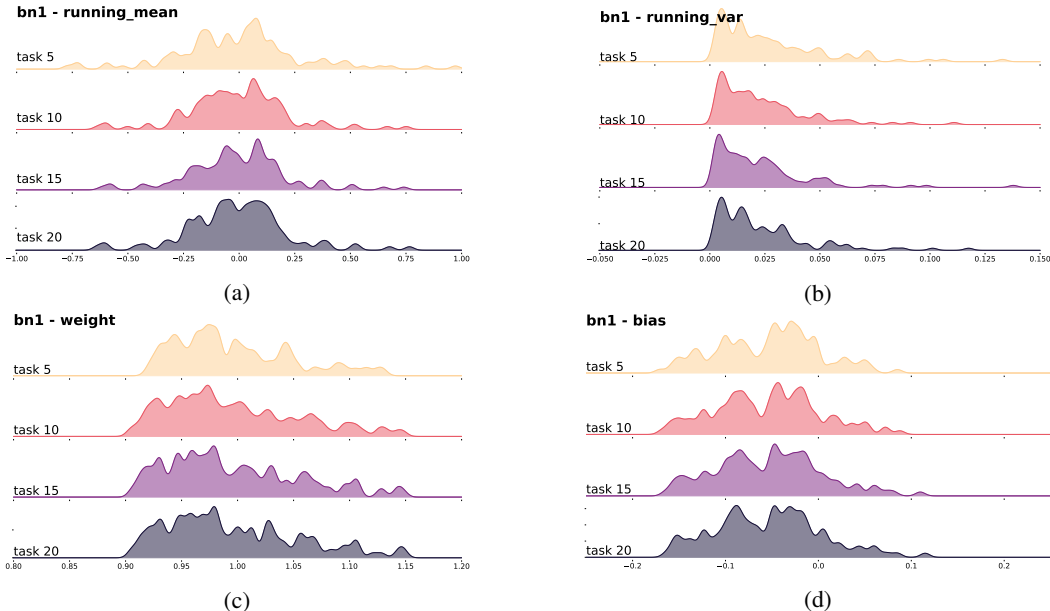 bn1 - running_mean
task 5
task 10
task 15
task 20
−1.00 −0.75 −0.50 −0.25 0.00 0.25 0.50 0.75 1.00
(a)
bn1 - running_var
task 5
task 10
task 15
task 20
−0.050 −0.025 0.000 0.025 0.050 0.075 0.100 0.125 0.150
(b)
bn1 - weight
task 5
task 10
task 15
task 20
0.80 0.85 0.90 0.95 1.00 1.05 1.10 1.15 1.20
(c)
bn1 - bias
task 5
task 10
task 15
task 20
−0.2 −0.1 0.0 0.1 0.2
(d)